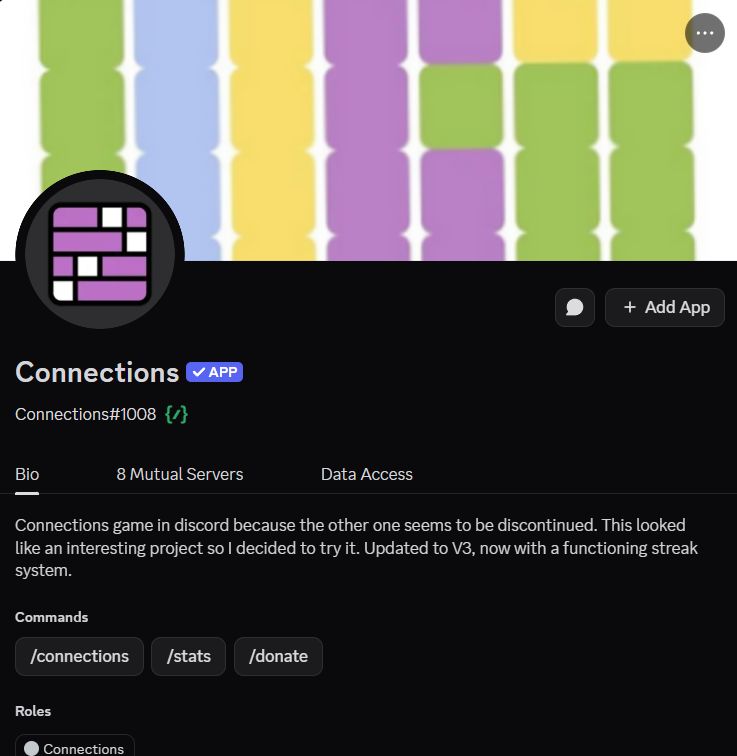 + Add App
Connections ✓ APP
Connections#1008 {/}
Bio 8 Mutual Servers Data Access
Connections game in discord because the other one seems to be discontinued. This looked
like an interesting project so I decided to try it. Updated to V3, now with a functioning streak
system.
Commands
/connections /stats /donate
Roles
Connections